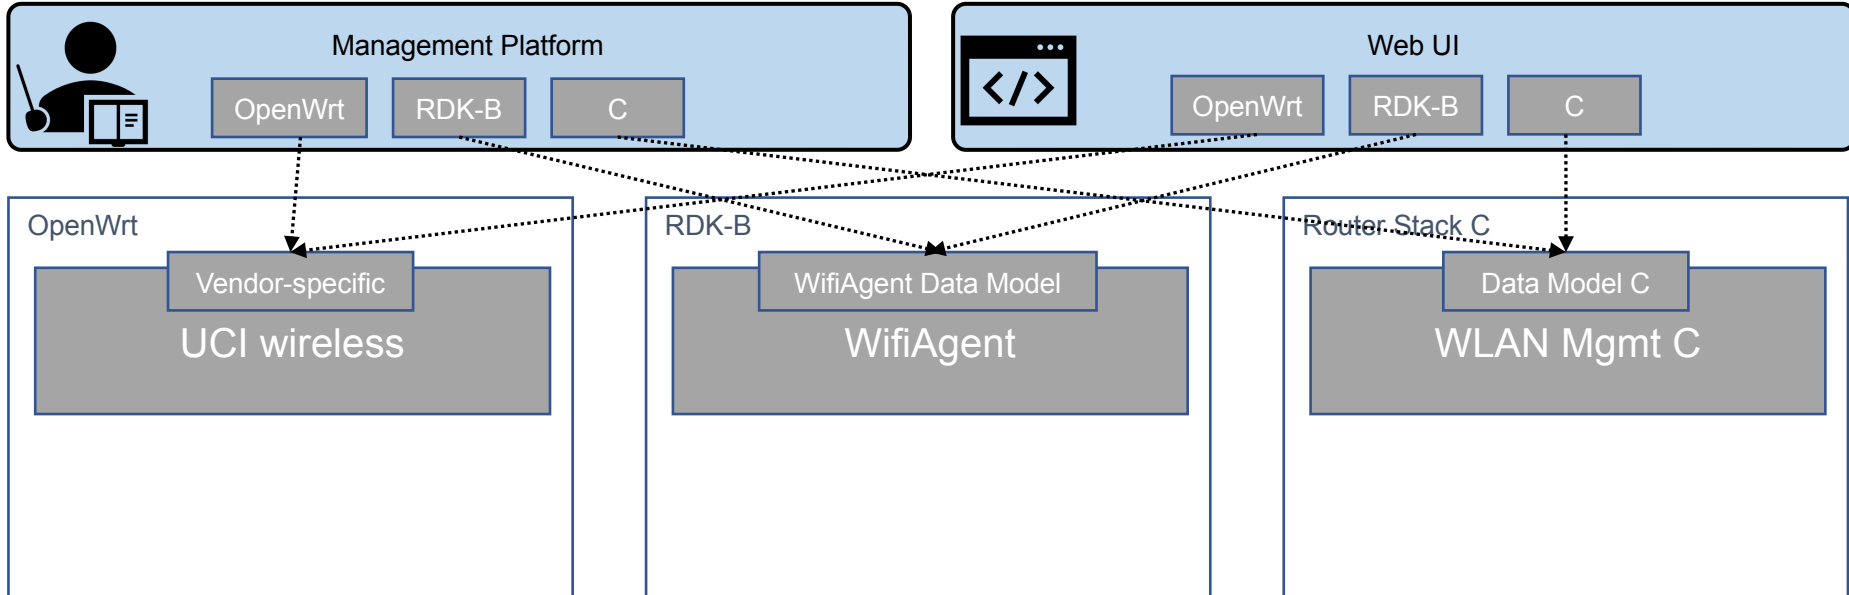 Management Platform
OpenWrt
RDK-B
C
Web UI
</>
OpenWrt
RDK-B
C
OpenWrt
Vendor-specific
UCI wireless
RDK-B
WifiAgent Data Model
WifiAgent
Router Stack C
Data Model C
WLAN Mgmt C